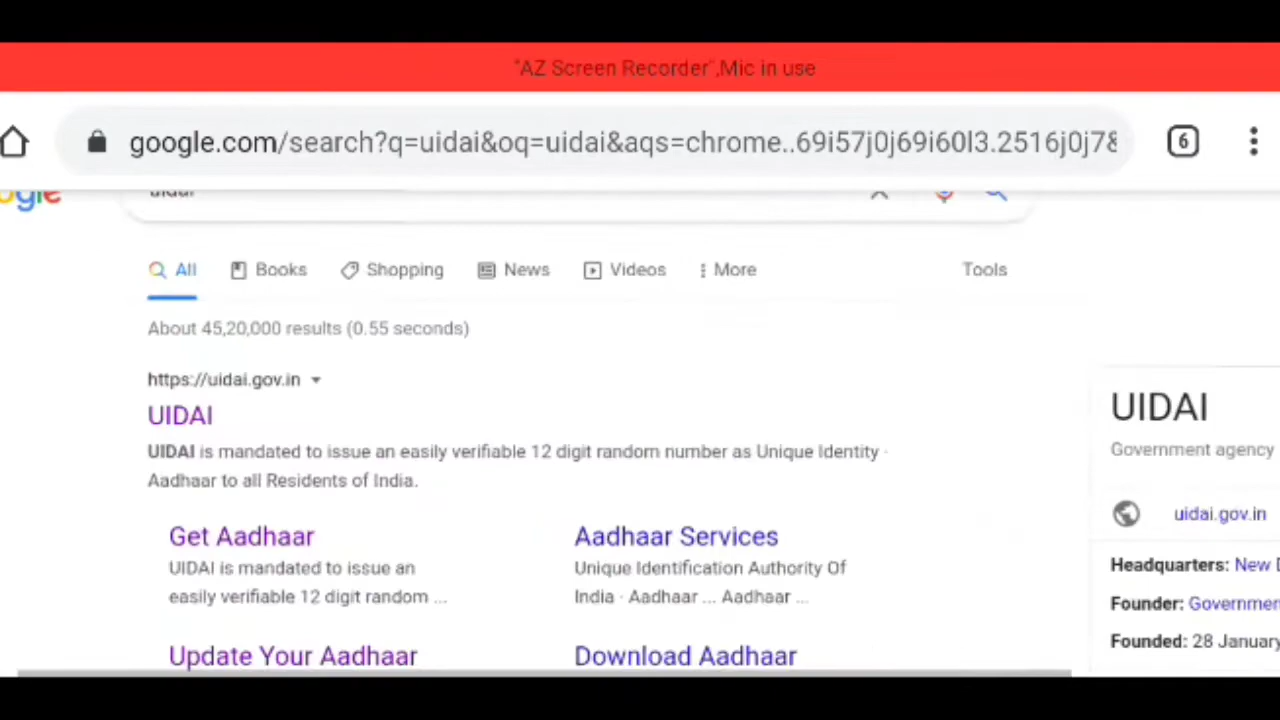 "AZ Screen Recorder",Mic in use
google.com/search?q=uidai&oq=uidai&aqs=chrome..69i57j0j69i60l3.2516j0j7
6
uidai
All Books Shopping News Videos More Tools
About 45,20,000 results (0.55 seconds)
https://uidai.gov.in
UIDAI
UIDAI is mandated to issue an easily verifiable 12 digit random number as Unique Identity ·
Aadhaar to all Residents of India.
Get Aadhaar
UIDAI is mandated to issue an
easily verifiable 12 digit random ...
Aadhaar Services
Unique Identification Authority Of
India · Aadhaar ... Aadhaar ...
Update Your Aadhaar
Download Aadhaar
UIDAI
Government agency
uidai.gov.in
Headquarters: New
Founder:
Founded: 28 January